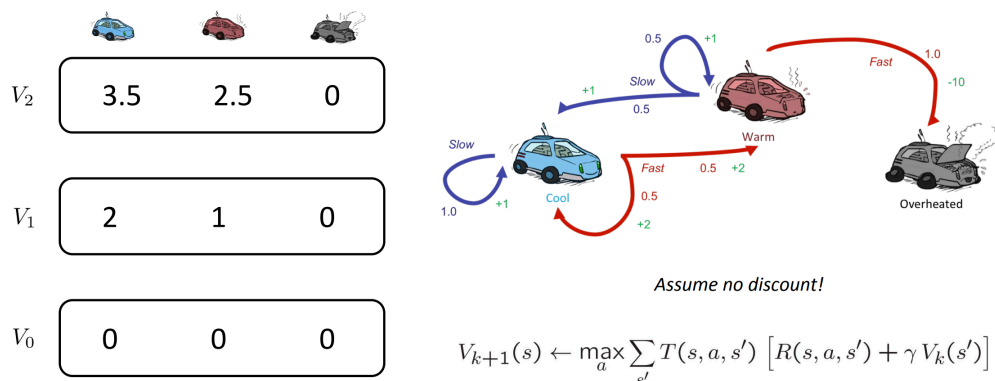 V₂ 3.5 2.5 0
V₁ 2 1 0
V₀ 0 0 0
0.5 +1
Slow
+1
0.5
Fast 1.0
-10
Warm
Overheated
Slow
1.0 +1
Cool
Fast 0.5 +2
0.5
+2
Assume no discount!
V_{k+1}(s) ← max_a ∑_{s′} T(s, a, s′) [R(s, a, s′) + γ V_k(s′)]